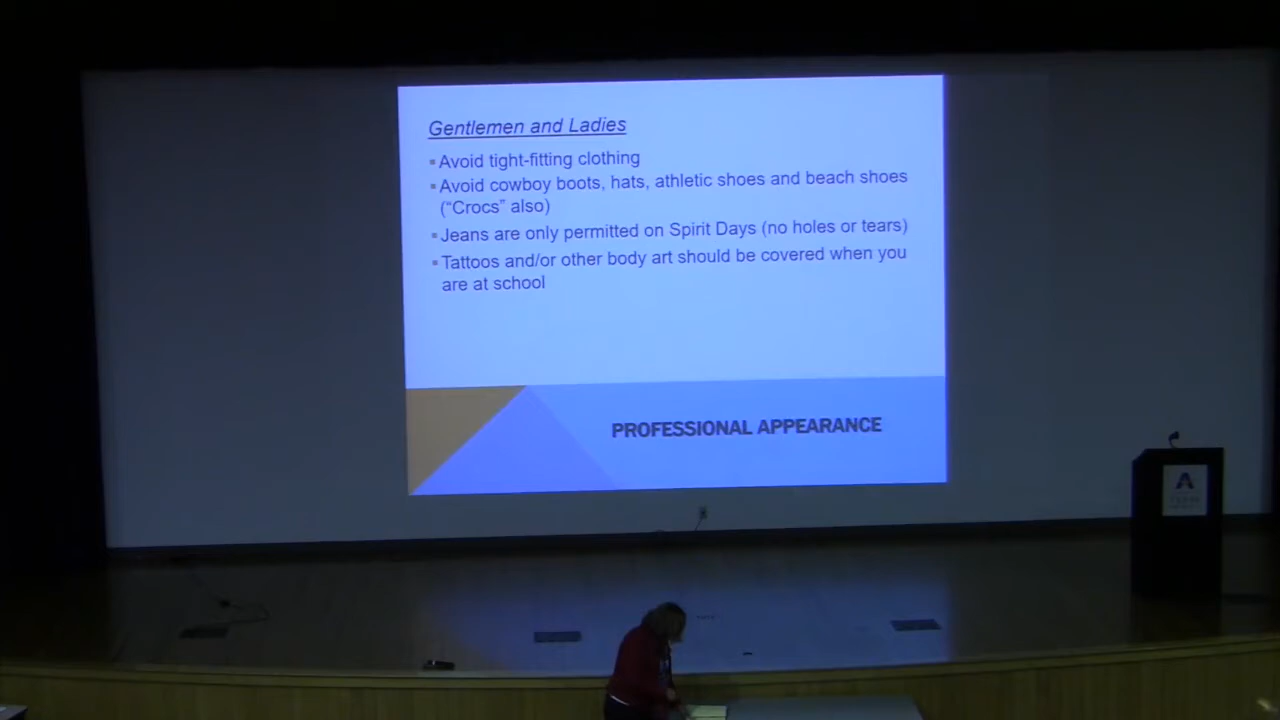 Gentlemen and Ladies
▪Avoid tight-fitting clothing
▪Avoid cowboy boots, hats, athletic shoes and beach shoes
("Crocs" also)
▪Jeans are only permitted on Spirit Days (no holes or tears)
▪Tattoos and/or other body art should be covered when you
are at school
PROFESSIONAL APPEARANCE
A